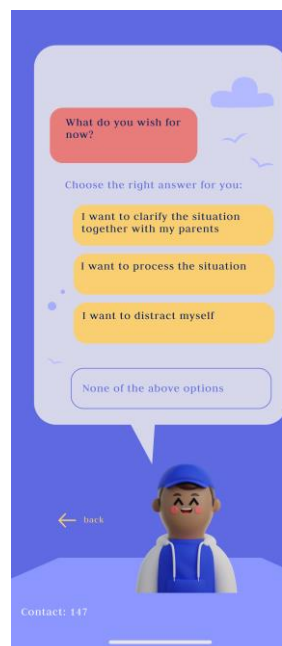 What do you wish for
now?
Choose the right answer for you:
I want to clarify the situation
together with my parents
I want to process the situation
I want to distract myself
None of the above options
back
Contact: 147